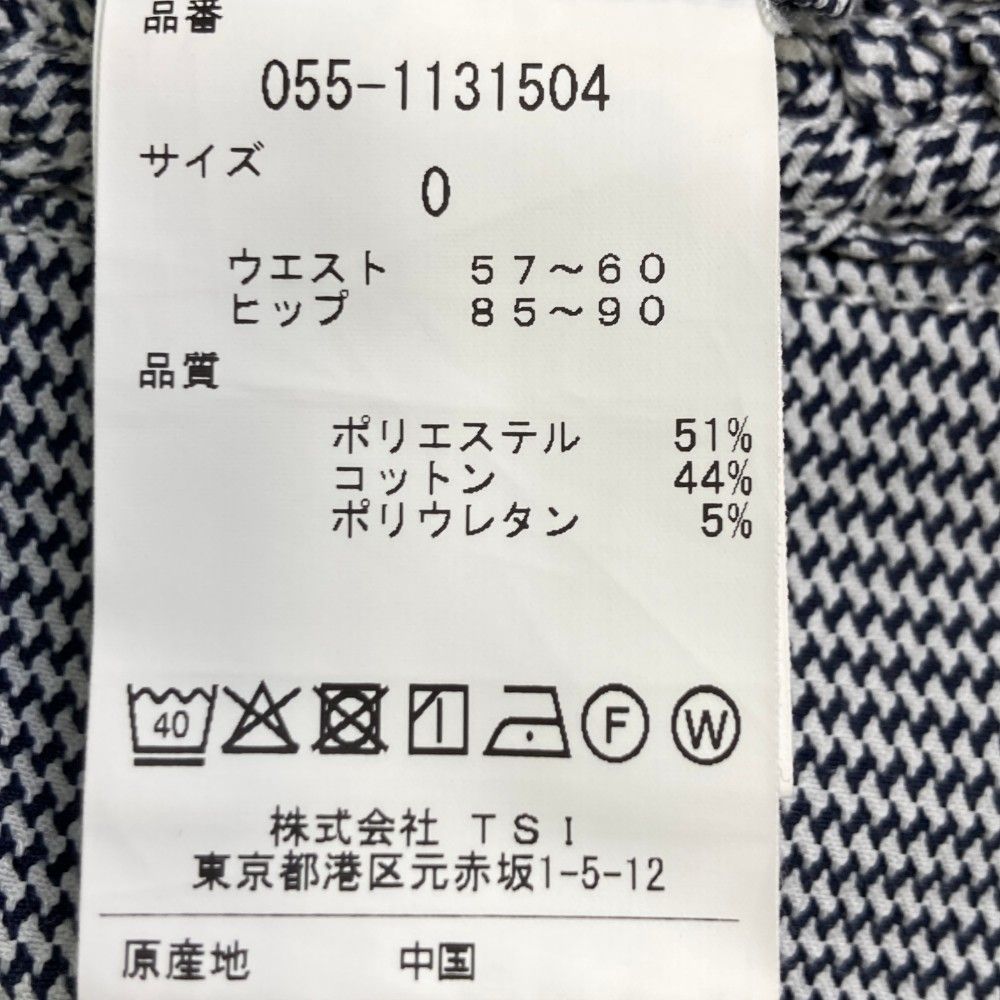 品番
055-1131504
サイズ
0
ウエスト 57~60
ヒップ 85~90
品質
ポリエステル 51%
コットン 44%
ポリウレタン 5%
40 F W
株式会社 TSI
東京都港区元赤坂1-5-12
原産地 中国